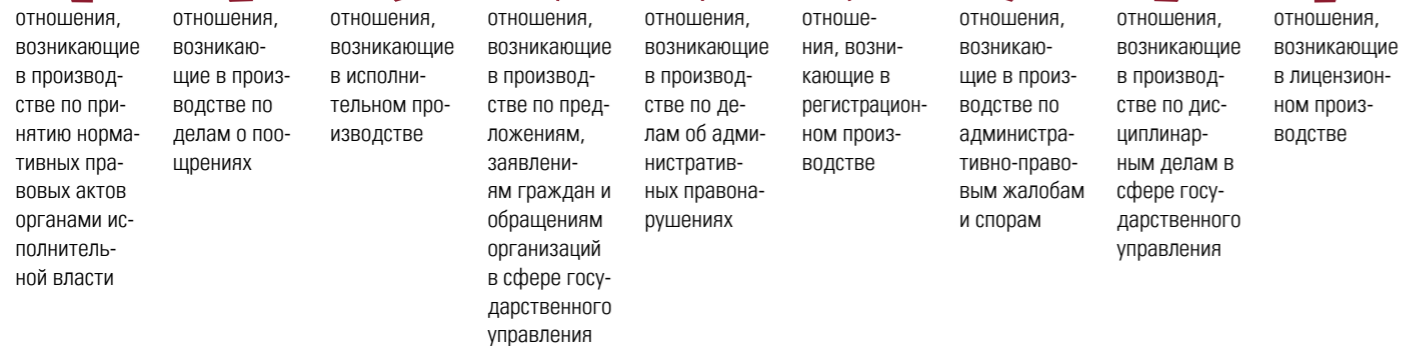 отношения,
возникающие
в производ-
стве по при-
нятию норма-
тивных пра-
вовых актов
органами ис-
полнитель-
ной власти
отношения,
возникаю-
щие в произ-
водстве по
делам о поо-
щрениях
отношения,
возникающие
в исполни-
тельном про-
изводстве
отношения,
возникающие
в производ-
стве по пред-
ложениям,
заявлени-
ям граждан и
обращениям
организаций
в сфере госу-
дарственного
управления
отношения,
возникающие
в производ-
стве по де-
лам об адми-
нистратив-
ных правона-
рушениях
отноше-
ния, возни-
кающие в
регистрацион-
ном произ-
водстве
отношения,
возникаю-
щие в произ-
водстве по
администра-
тивно-право-
вым жалобам
и спорам
отношения,
возникающие
в производ-
стве по дис-
циплинар-
ным делам в
сфере госу-
дарственного
управления
отношения,
возникающие
в лицензион-
ном произ-
водстве